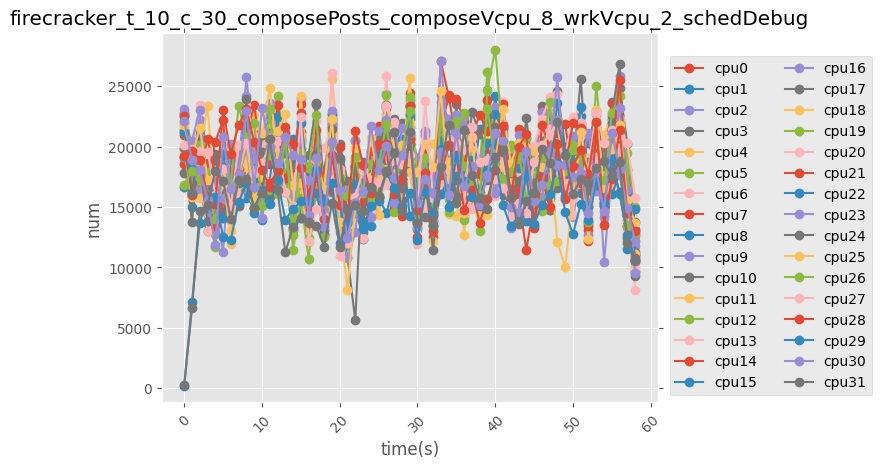 firecracker_t_10_c_30_composePosts_composeVcpu_8_wrkVcpu_2_schedDebug
num
25000
20000
15000
10000
5000
0
0 10 20 30 40 50 60
time(s)
cpu0 cpu16
cpu1 cpu17
cpu2 cpu18
cpu3 cpu19
cpu4 cpu20
cpu5 cpu21
cpu6 cpu22
cpu7 cpu23
cpu8 cpu24
cpu9 cpu25
cpu10 cpu26
cpu11 cpu27
cpu12 cpu28
cpu13 cpu29
cpu14 cpu30
cpu15 cpu31